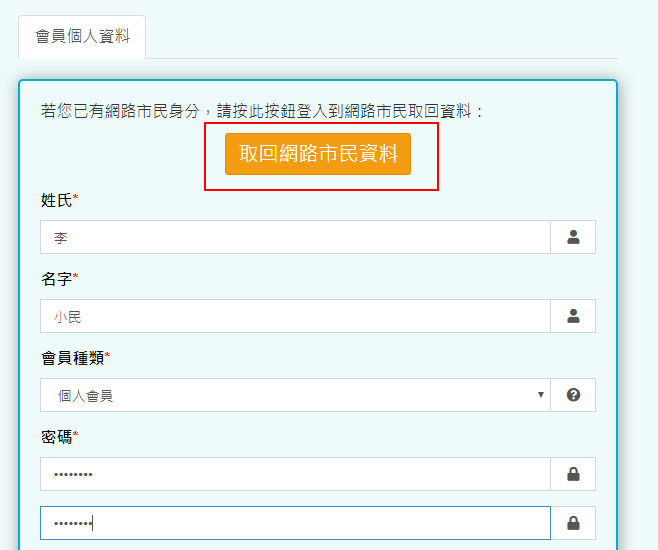 會員個人資料
若您已有網路市民身分，請按此按鈕登入到網路市民取回資料：
取回網路市民資料
姓氏*
李
名字*
小民
會員種類*
個人會員
密碼*
••••••••
••••••••